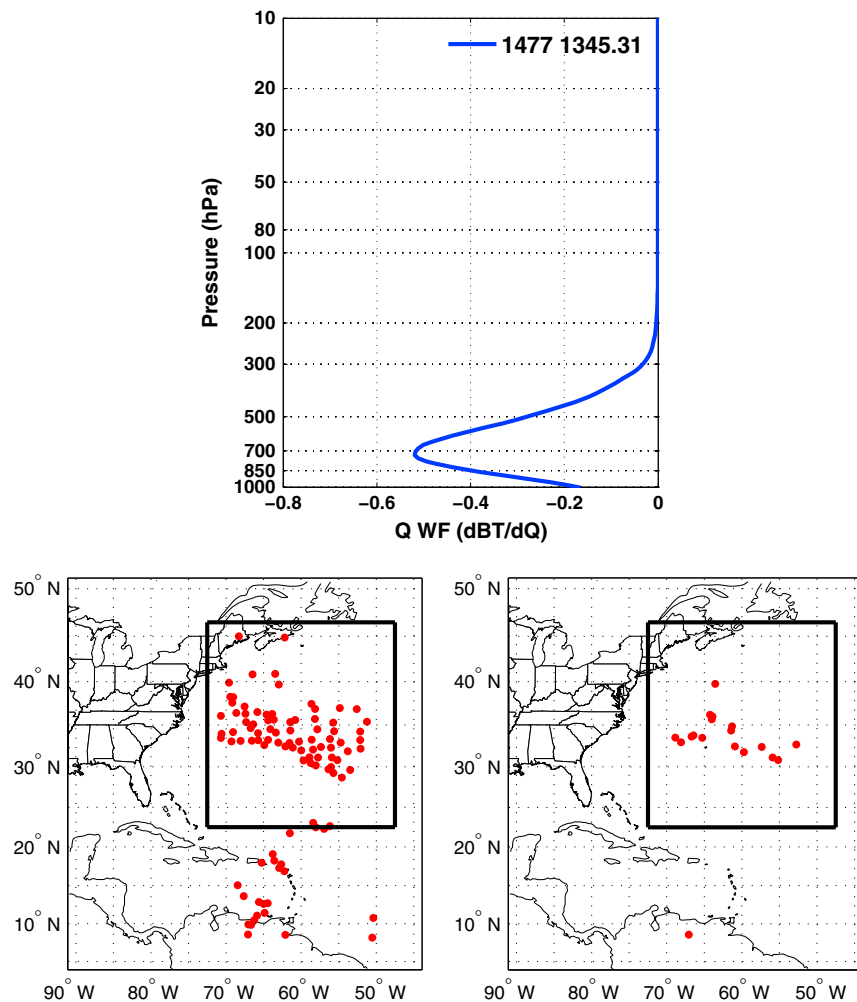 10
20
30
50
80
100
200
300
500
700
850
1000
Pressure (hPa)
1477 1345.31
−0.8 −0.6 −0.4 −0.2 0
Q WF (dBT/dQ)
50° N
40° N
30° N
20° N
10° N
90° W 80° W 70° W 60° W 50° W
50° N
40° N
30° N
20° N
10° N
90° W 80° W 70° W 60° W 50° W